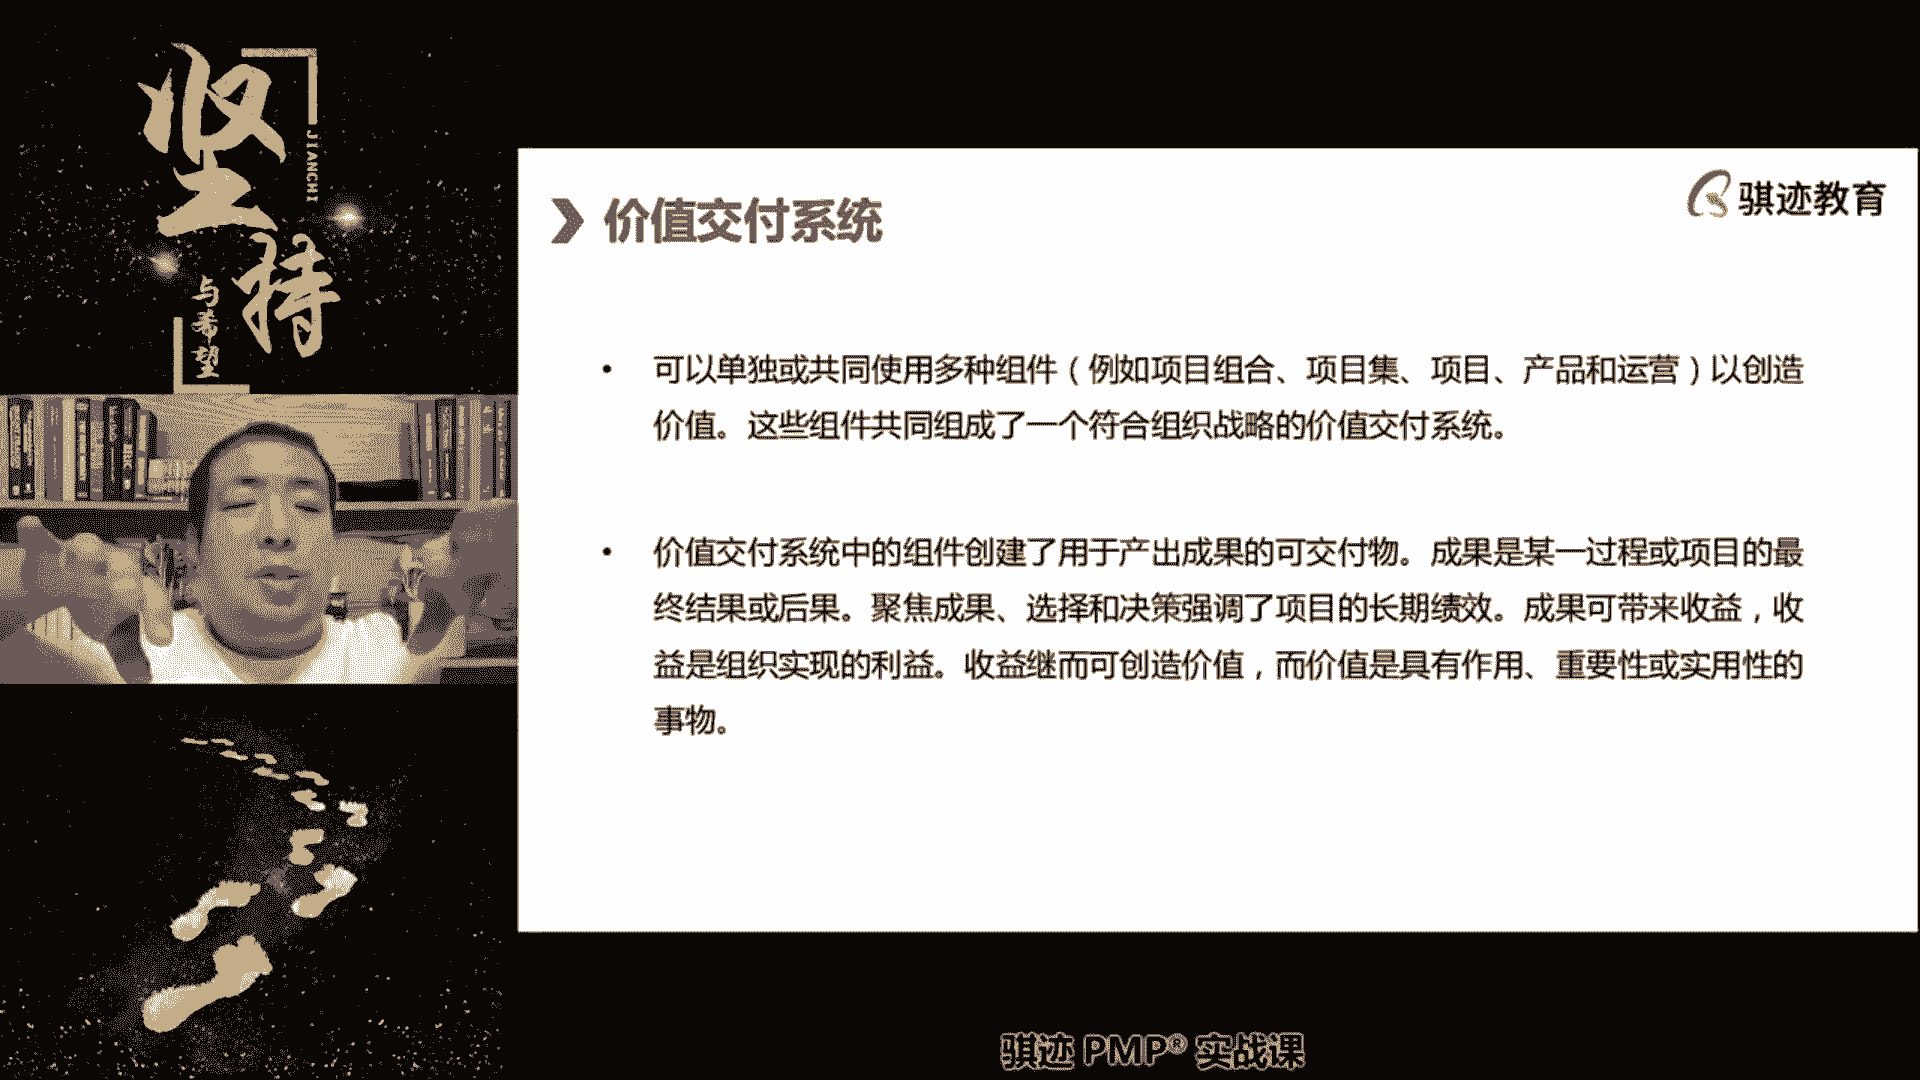 坚持
JIANCHI
与希望
价值交付系统
骐迹教育
• 可以单独或共同使用多种组件（例如项目组合、项目集、项目、产品和运营）以创造
价值。这些组件共同组成了一个符合组织战略的价值交付系统。
• 价值交付系统中的组件创建了用于产出成果的可交付物。成果是某一过程或项目的最
终结果或后果。聚焦成果、选择和决策强调了项目的长期绩效。成果可带来收益，收
益是组织实现的利益。收益继而可创造价值，而价值是具有作用、重要性或实用性的
事物。
骐迹 PMP® 实战课